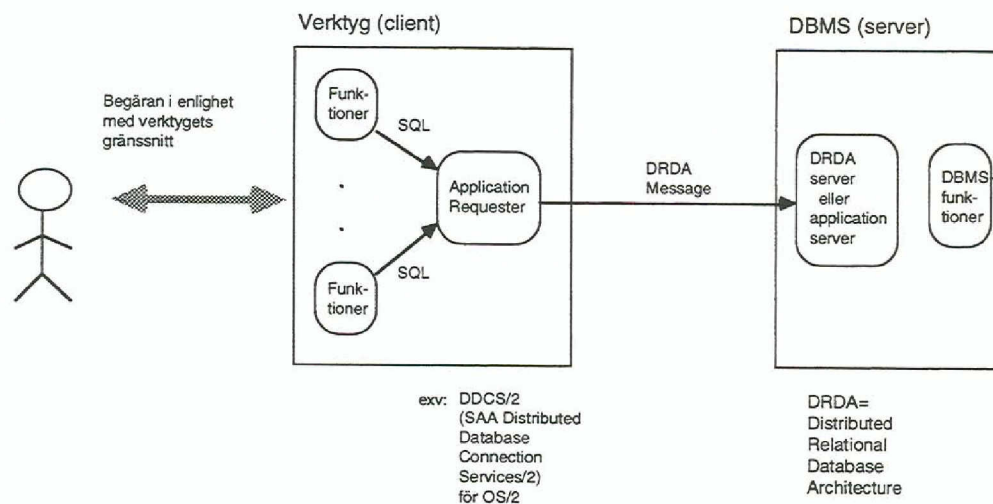 Verktyg (client)
DBMS (server)
Begäran i enlighet
med verktygets
gränssnitt
Funk-
tioner
SQL
.
.
Application
Requester
SQL
Funk-
tioner
DRDA
Message
DRDA
server
eller
application
server
DBMS-
funk-
tioner
exv: DDCS/2
(SAA Distributed
Database
Connection
Services/2)
för OS/2
DRDA=
Distributed
Relational
Database
Architecture